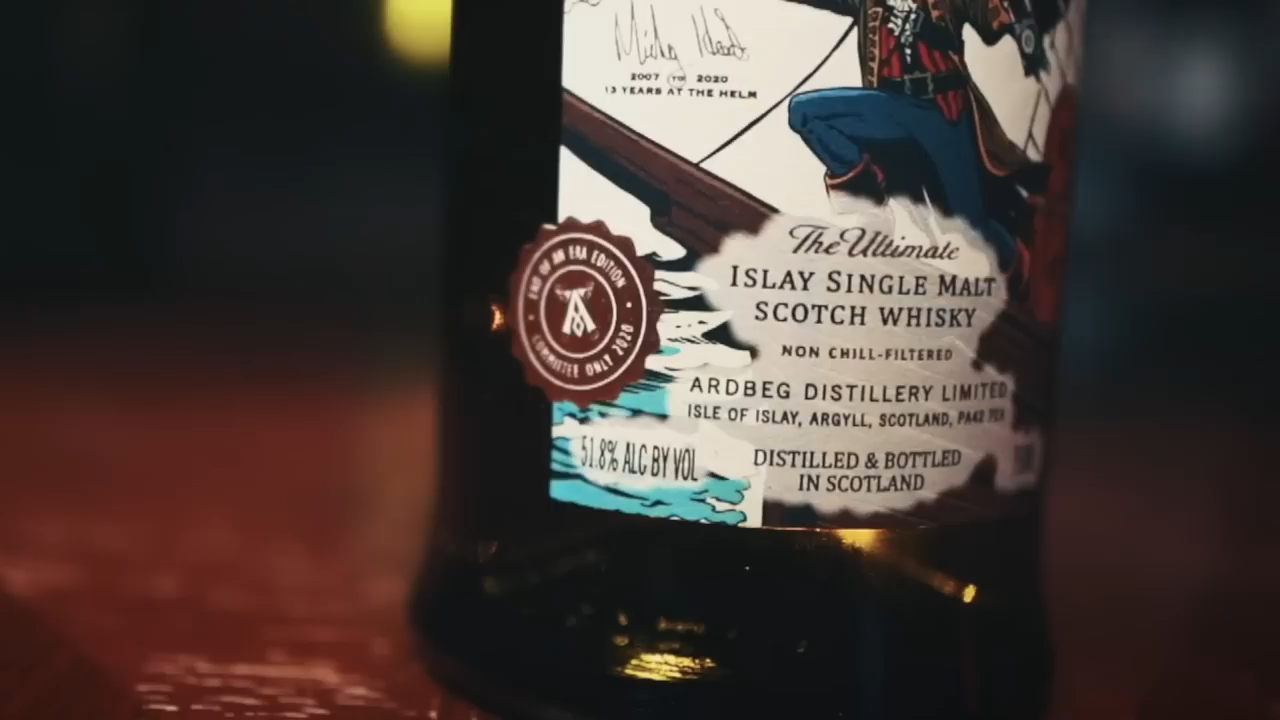 Micky Heads
2007 TO 2020
13 YEARS AT THE HELM
END OF AN ERA EDITION
COMMITTEE ONLY 2020
The Ultimate
ISLAY SINGLE MALT
SCOTCH WHISKY
NON CHILL-FILTERED
ARDBEG DISTILLERY LIMITED
ISLE OF ISLAY, ARGYLL, SCOTLAND, PA42
51.8% ALC BY VOL
DISTILLED & BOTTLED
IN SCOTLAND